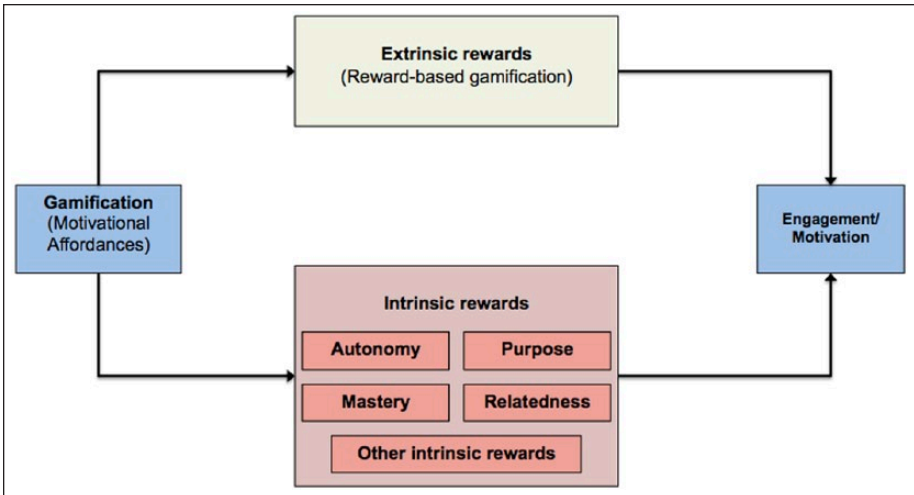 Extrinsic rewards
(Reward-based gamification)
Gamification
(Motivational
Affordances)
Engagement/
Motivation
Intrinsic rewards
Autonomy
Purpose
Mastery
Relatedness
Other intrinsic rewards